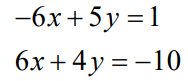 −6x + 5y = 1
6x + 4y = −10